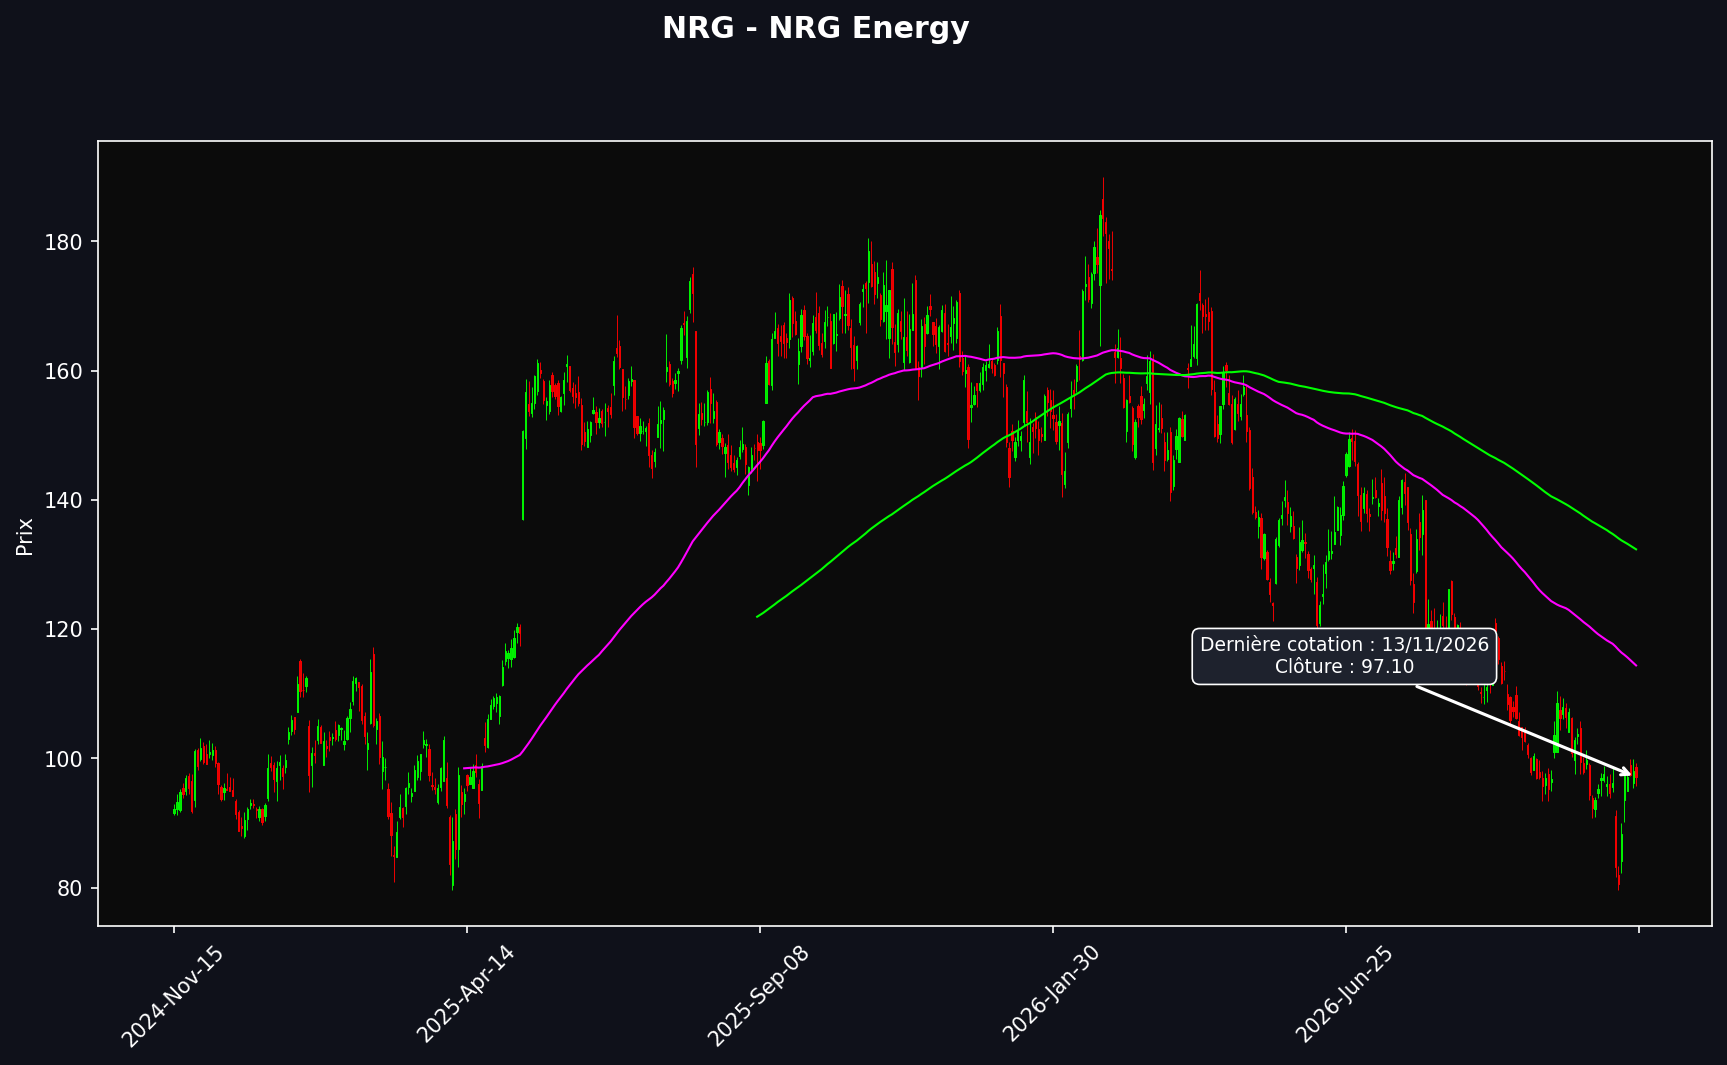 NRG - NRG Energy
Prix
180
160
140
120
100
80
Dernière cotation : 13/11/2026
Clôture : 97.10
2024-Nov-15
2025-Apr-14
2025-Sep-08
2026-Jan-30
2026-Jun-25